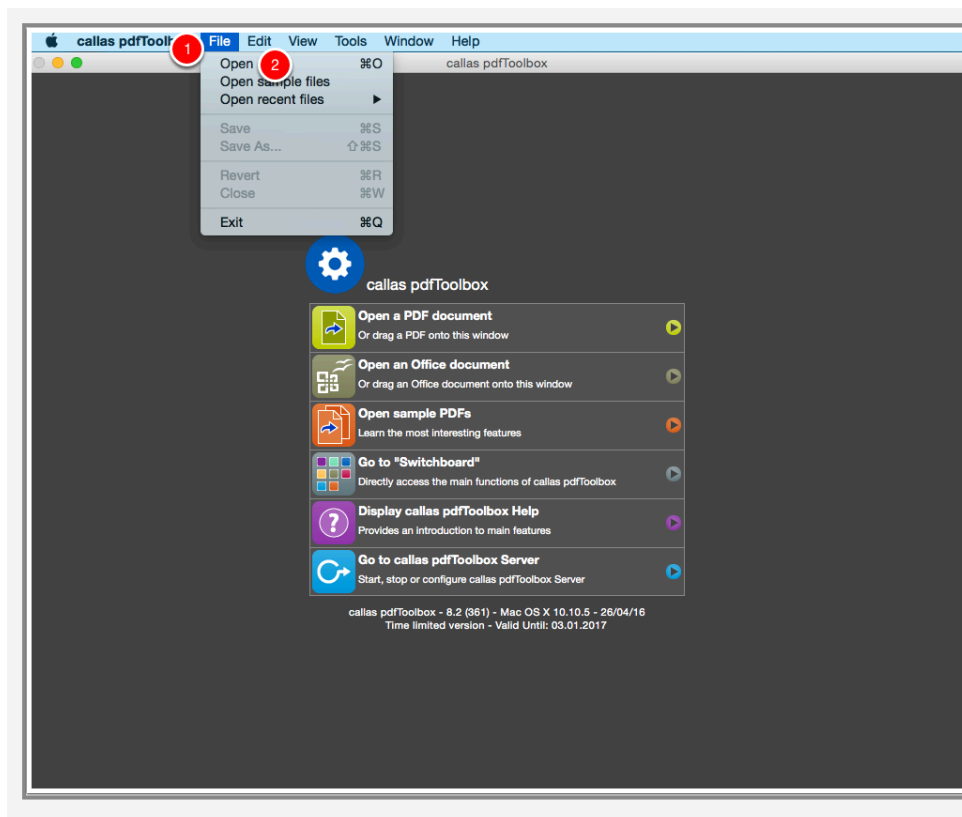 callas pdfToolb
1
File Edit View Tools Window Help
callas pdfToolbox
Open
2
⌘O
Open sample files
Open recent files
Save ⌘S
Save As... ⇧⌘S
Revert ⌘R
Close ⌘W
Exit ⌘Q
callas pdfToolbox
Open a PDF document
Or drag a PDF onto this window
Open an Office document
Or drag an Office document onto this window
Open sample PDFs
Learn the most interesting features
Go to "Switchboard"
Directly access the main functions of callas pdfToolbox
Display callas pdfToolbox Help
Provides an introduction to main features
Go to callas pdfToolbox Server
Start, stop or configure callas pdfToolbox Server
callas pdfToolbox - 8.2 (361) - Mac OS X 10.10.5 - 26/04/16
Time limited version - Valid Until: 03.01.2017